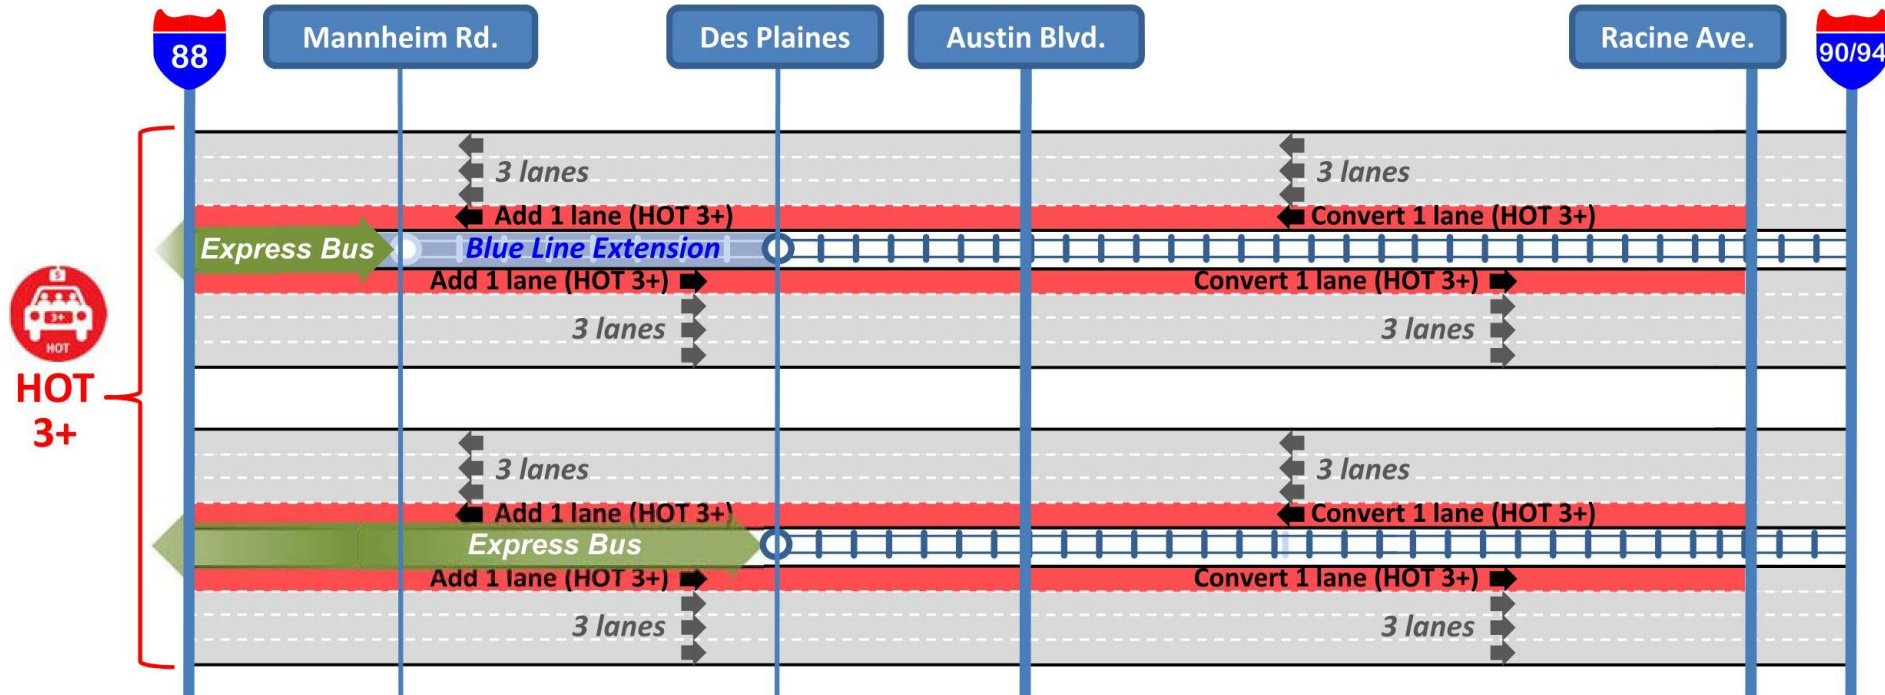 88
Mannheim Rd.
Des Plaines
Austin Blvd.
Racine Ave.
90/94
3 lanes
3 lanes
Add 1 lane (HOT 3+)
Convert 1 lane (HOT 3+)
Express Bus
Blue Line Extension
Add 1 lane (HOT 3+)
Convert 1 lane (HOT 3+)
3 lanes
3 lanes
$
3+
HOT
HOT
3+
3 lanes
3 lanes
Add 1 lane (HOT 3+)
Convert 1 lane (HOT 3+)
Express Bus
Add 1 lane (HOT 3+)
Convert 1 lane (HOT 3+)
3 lanes
3 lanes